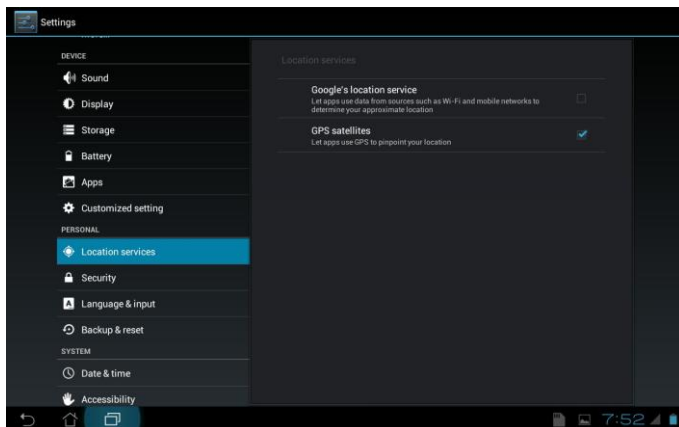 Settings
DEVICE
Sound
Display
Storage
Battery
Apps
Customized setting
PERSONAL
Location services
Security
Language & input
Backup & reset
SYSTEM
Date & time
Accessibility
Location services
Google's location service
Let apps use data from sources such as Wi-Fi and mobile networks to
determine your approximate location
GPS satellites
Let apps use GPS to pinpoint your location
7:52